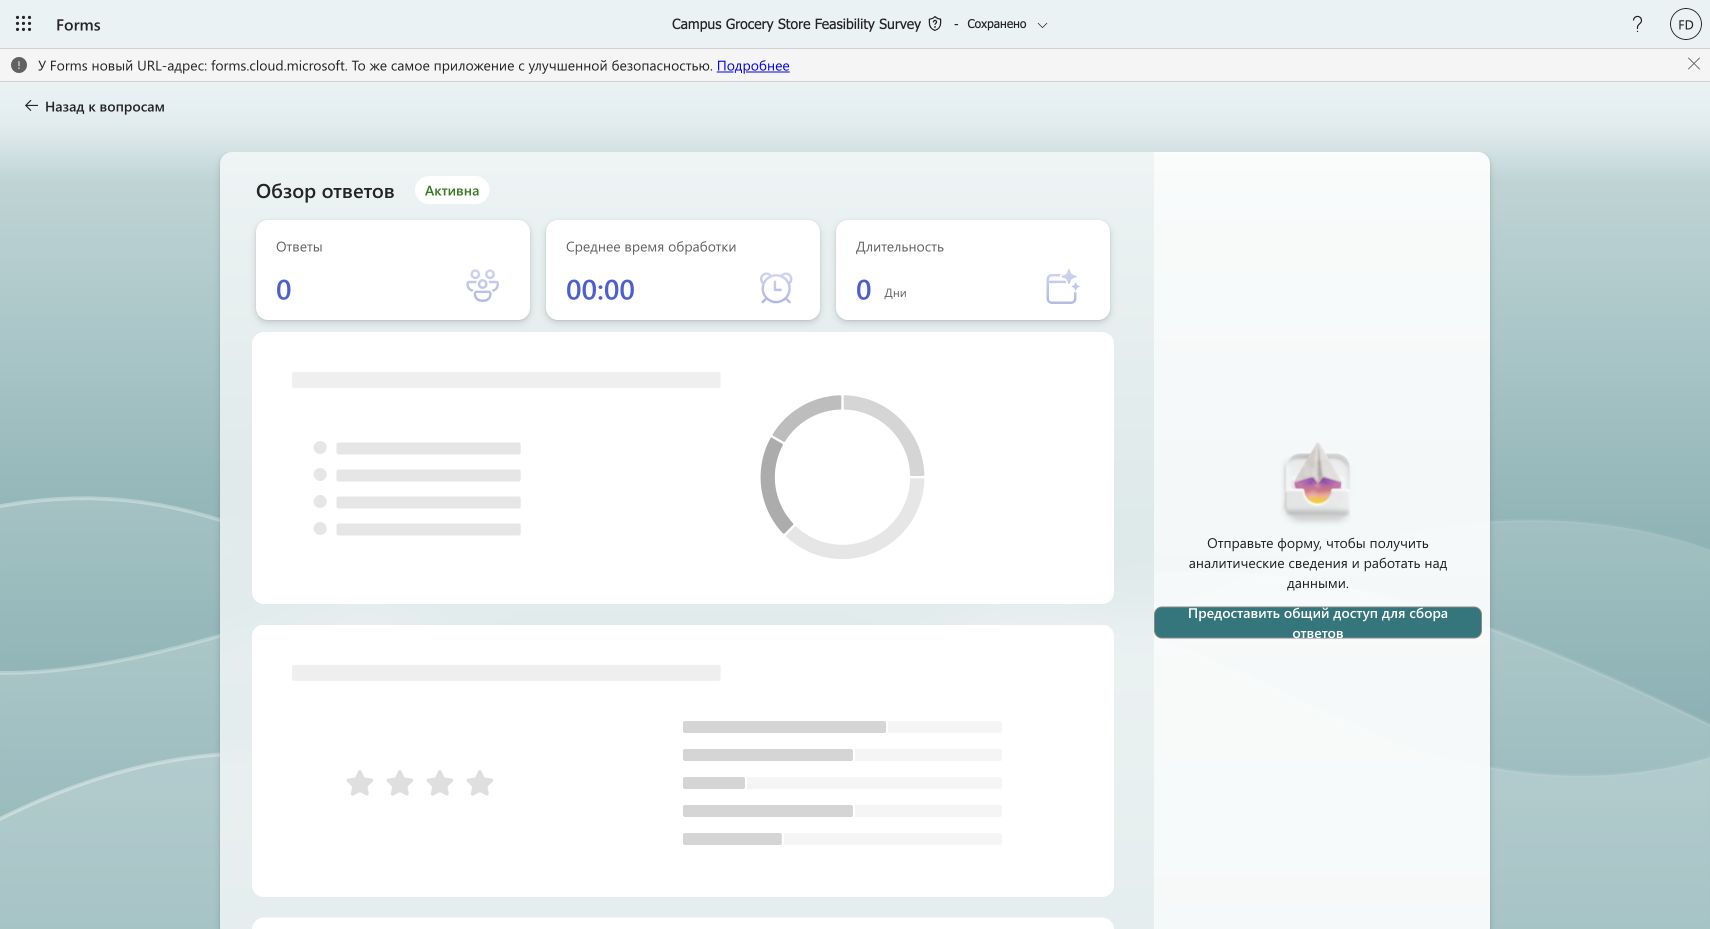 Forms
Campus Grocery Store Feasibility Survey - Сохранено
? FD
У Forms новый URL-адрес: forms.cloud.microsoft. То же самое приложение с улучшенной безопасностью. Подробнее
Назад к вопросам
Обзор ответов
Активна
Ответы
0
Среднее время обработки
00:00
Длительность
0 Дни
Отправьте форму, чтобы получить
аналитические сведения и работать над
данными.
Предоставить общий доступ для сбора
ответов